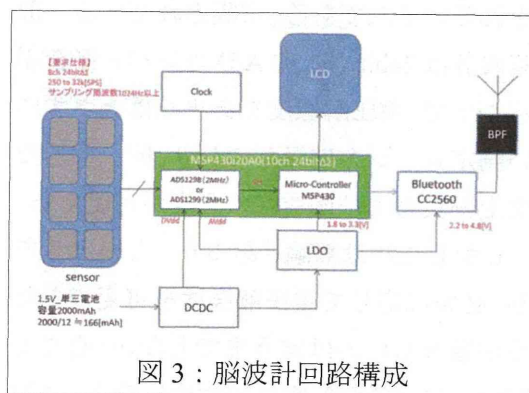 【要求仕様】
8ch 24bitΔΣ
250 to 32k[SPS]
サンプリング周波数1024Hz以上
LCD
Clock
BPF
MSP430I20A0(10ch 24bitΔΣ)
ADS1298(2MHz)
or
ADS1299(2MHz)
Micro-Controller
MSP430
Bluetooth
CC2560
DVdd
AVdd
1.8 to 3.3[V]
2.2 to 4.8[V]
LDO
sensor
DCDC
1.5V_単三電池
容量2000mAh
2000/12 ≒ 166[mAh]
図 3：脳波計回路構成